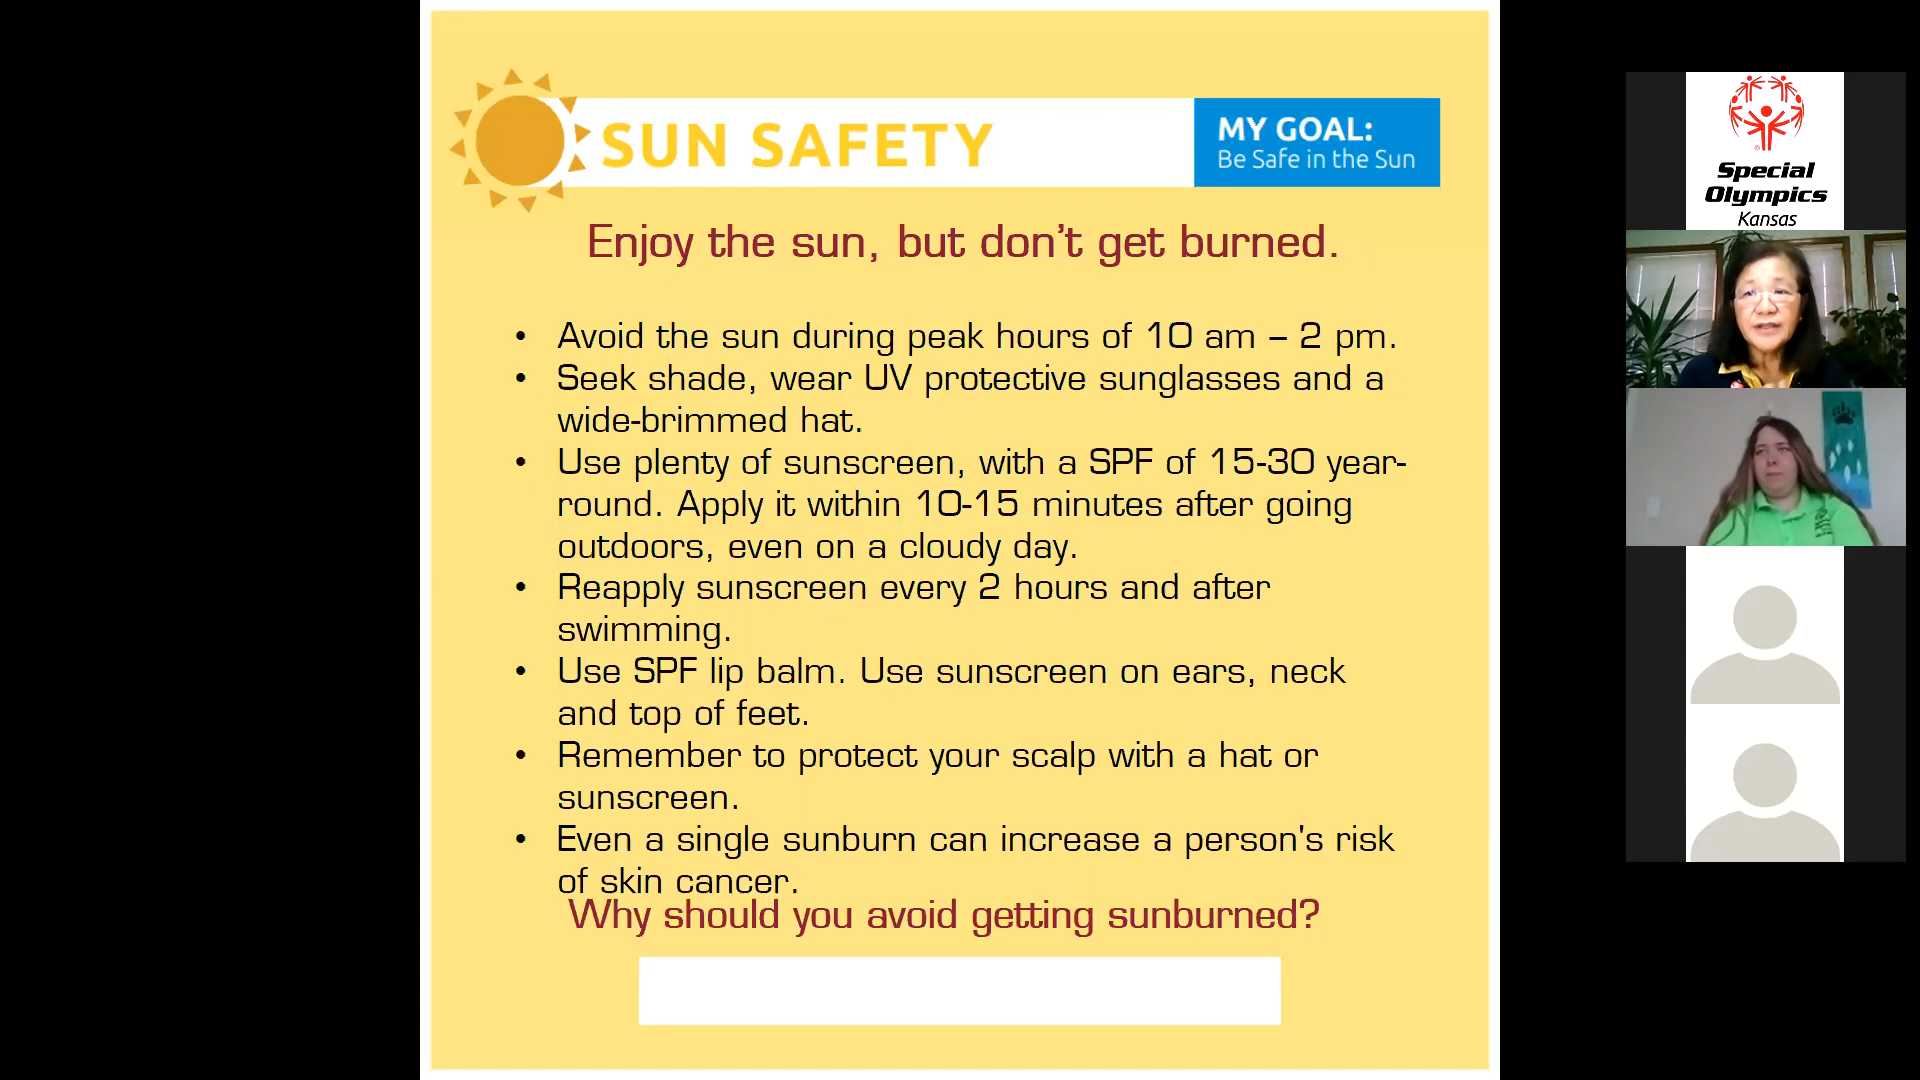 SUN SAFETY
MY GOAL:
Be Safe in the Sun
Enjoy the sun, but don't get burned.
• Avoid the sun during peak hours of 10 am – 2 pm.
• Seek shade, wear UV protective sunglasses and a
wide-brimmed hat.
• Use plenty of sunscreen, with a SPF of 15-30 year-
round. Apply it within 10-15 minutes after going
outdoors, even on a cloudy day.
• Reapply sunscreen every 2 hours and after
swimming.
• Use SPF lip balm. Use sunscreen on ears, neck
and top of feet.
• Remember to protect your scalp with a hat or
sunscreen.
• Even a single sunburn can increase a person's risk
of skin cancer.
Why should you avoid getting sunburned?
Special
Olympics
Kansas